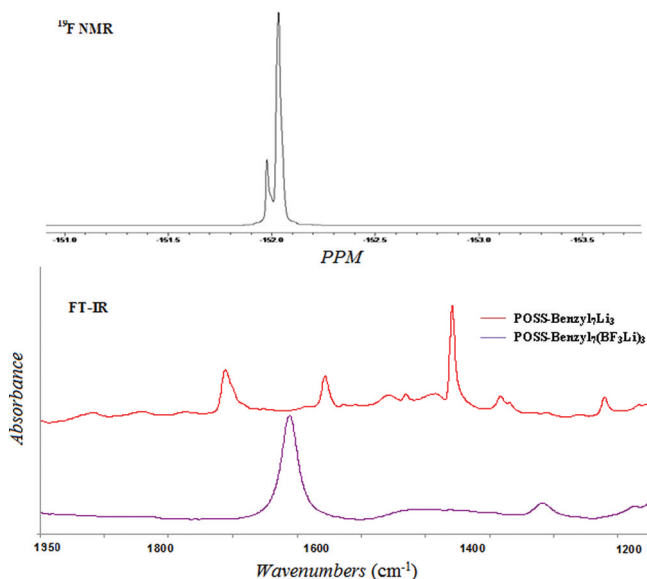 ¹⁹F NMR
-151.0 -151.5 -152.0 -152.5 -153.0 -153.5
PPM
FT-IR
POSS-Benzyl₇Li₃
POSS-Benzyl₇(BF₃Li)₃
Absorbance
1950 1800 1600 1400 1200
Wavenumbers (cm⁻¹)